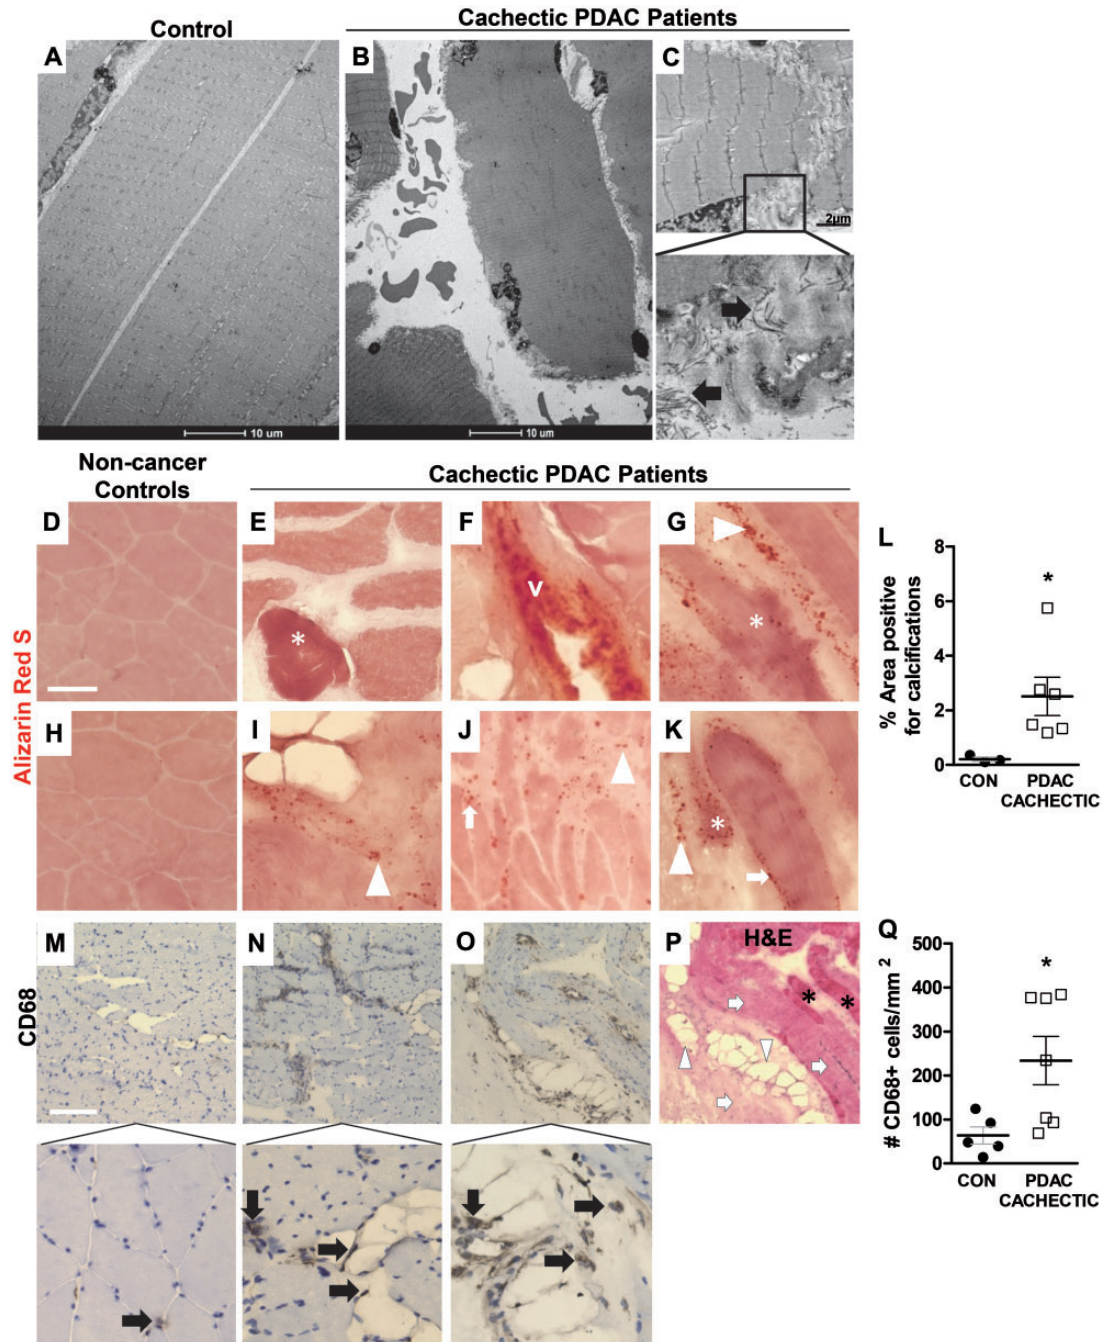 Control
Cachectic PDAC Patients
A
B
C
2µm
10 um
10 um
Non-cancer
Controls
Cachectic PDAC Patients
Alizarin Red S
D
E
*
F
V
G
*
H
I
J
K
*
L
% Area positive
for calcifications
8
6
4
2
0
*
CON
PDAC
CACHECTIC
CD68
M
N
O
P
H&E
*
*
Q
# CD68+ cells/mm 2
500
400
300
200
100
0
*
CON
PDAC
CACHECTIC